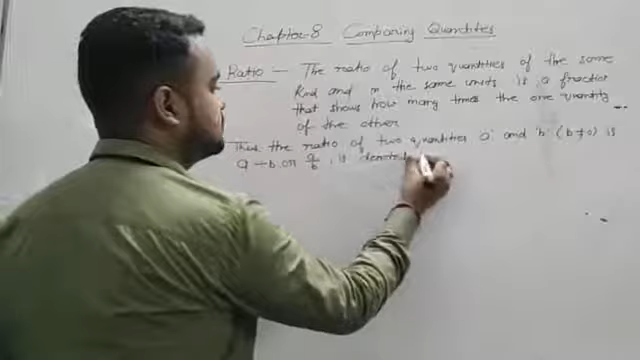 Chapter-8 Comparing Quantities
Ratio — The ratio of two quantities of the same
kind and in the same units is a fraction
that shows how many times the one quantity
of the other
Thus the ratio of two quantities 'a' and 'b' (b≠0) is
a ÷ b or a/b, is denoted